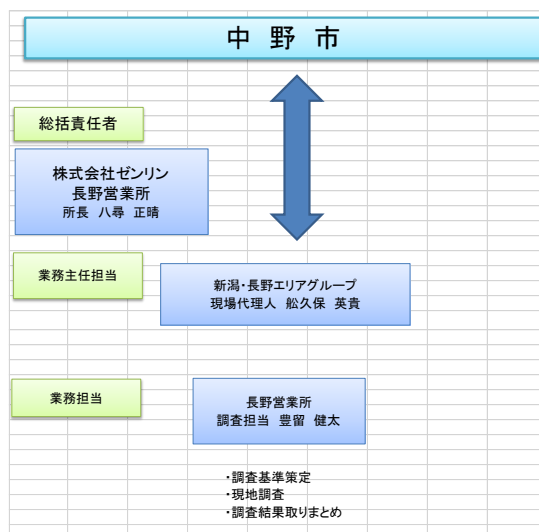 中野市
総括責任者
株式会社ゼンリン
長野営業所
所長 八尋 正晴
業務主任担当
新潟・長野エリアグループ
現場代理人 舩久保 英貴
業務担当
長野営業所
調査担当 豊留 健太
・調査基準策定
・現地調査
・調査結果取りまとめ